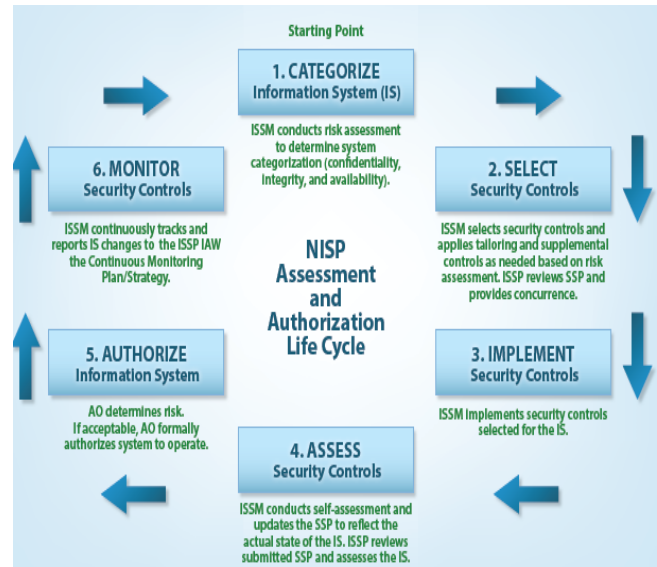 Starting Point
1. CATEGORIZE
Information System (IS)
ISSM conducts risk assessment
to determine system
categorization (confidentiality,
integrity, and availability).
2. SELECT
Security Controls
ISSM selects security controls and
applies tailoring and supplemental
controls as needed based on risk
assessment. ISSP reviews SSP and
provides concurrence.
3. IMPLEMENT
Security Controls
ISSM implements security controls
selected for the IS.
4. ASSESS
Security Controls
ISSM conducts self-assessment and
updates the SSP to reflect the
actual state of the IS. ISSP reviews
submitted SSP and assesses the IS.
5. AUTHORIZE
Information System
AO determines risk.
If acceptable, AO formally
authorizes system to operate.
6. MONITOR
Security Controls
ISSM continuously tracks and
reports IS changes to the ISSP IAW
the Continuous Monitoring
Plan/Strategy.
NISP
Assessment
and
Authorization
Life Cycle